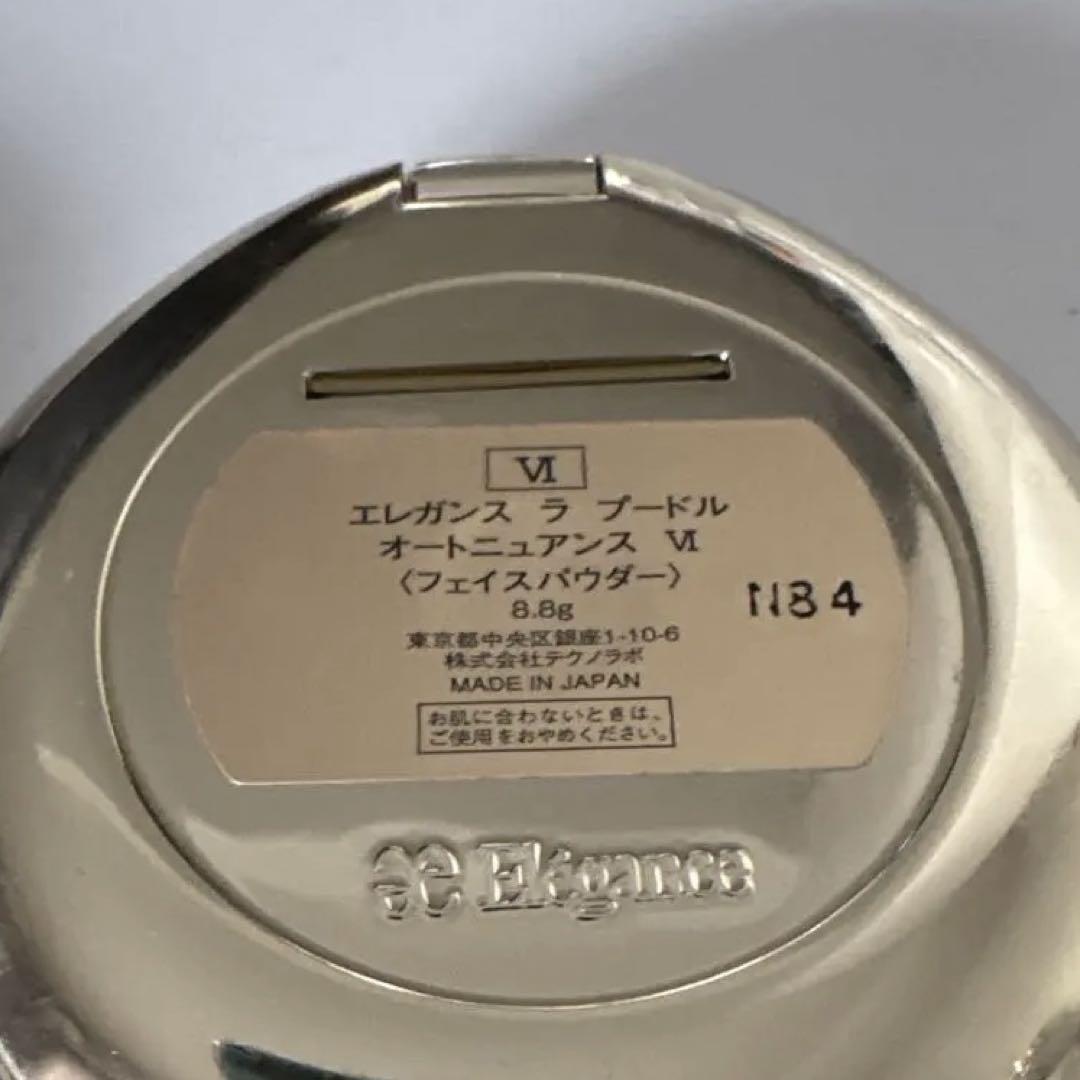 Ⅵ
エレガンス ラ プードル
オートニュアンス Ⅵ
〈フェイスパウダー〉
8.8g
N84
東京都中央区銀座1-10-6
株式会社テクノラボ
MADE IN JAPAN
お肌に合わないときは、
ご使用をおやめください。
Elégance